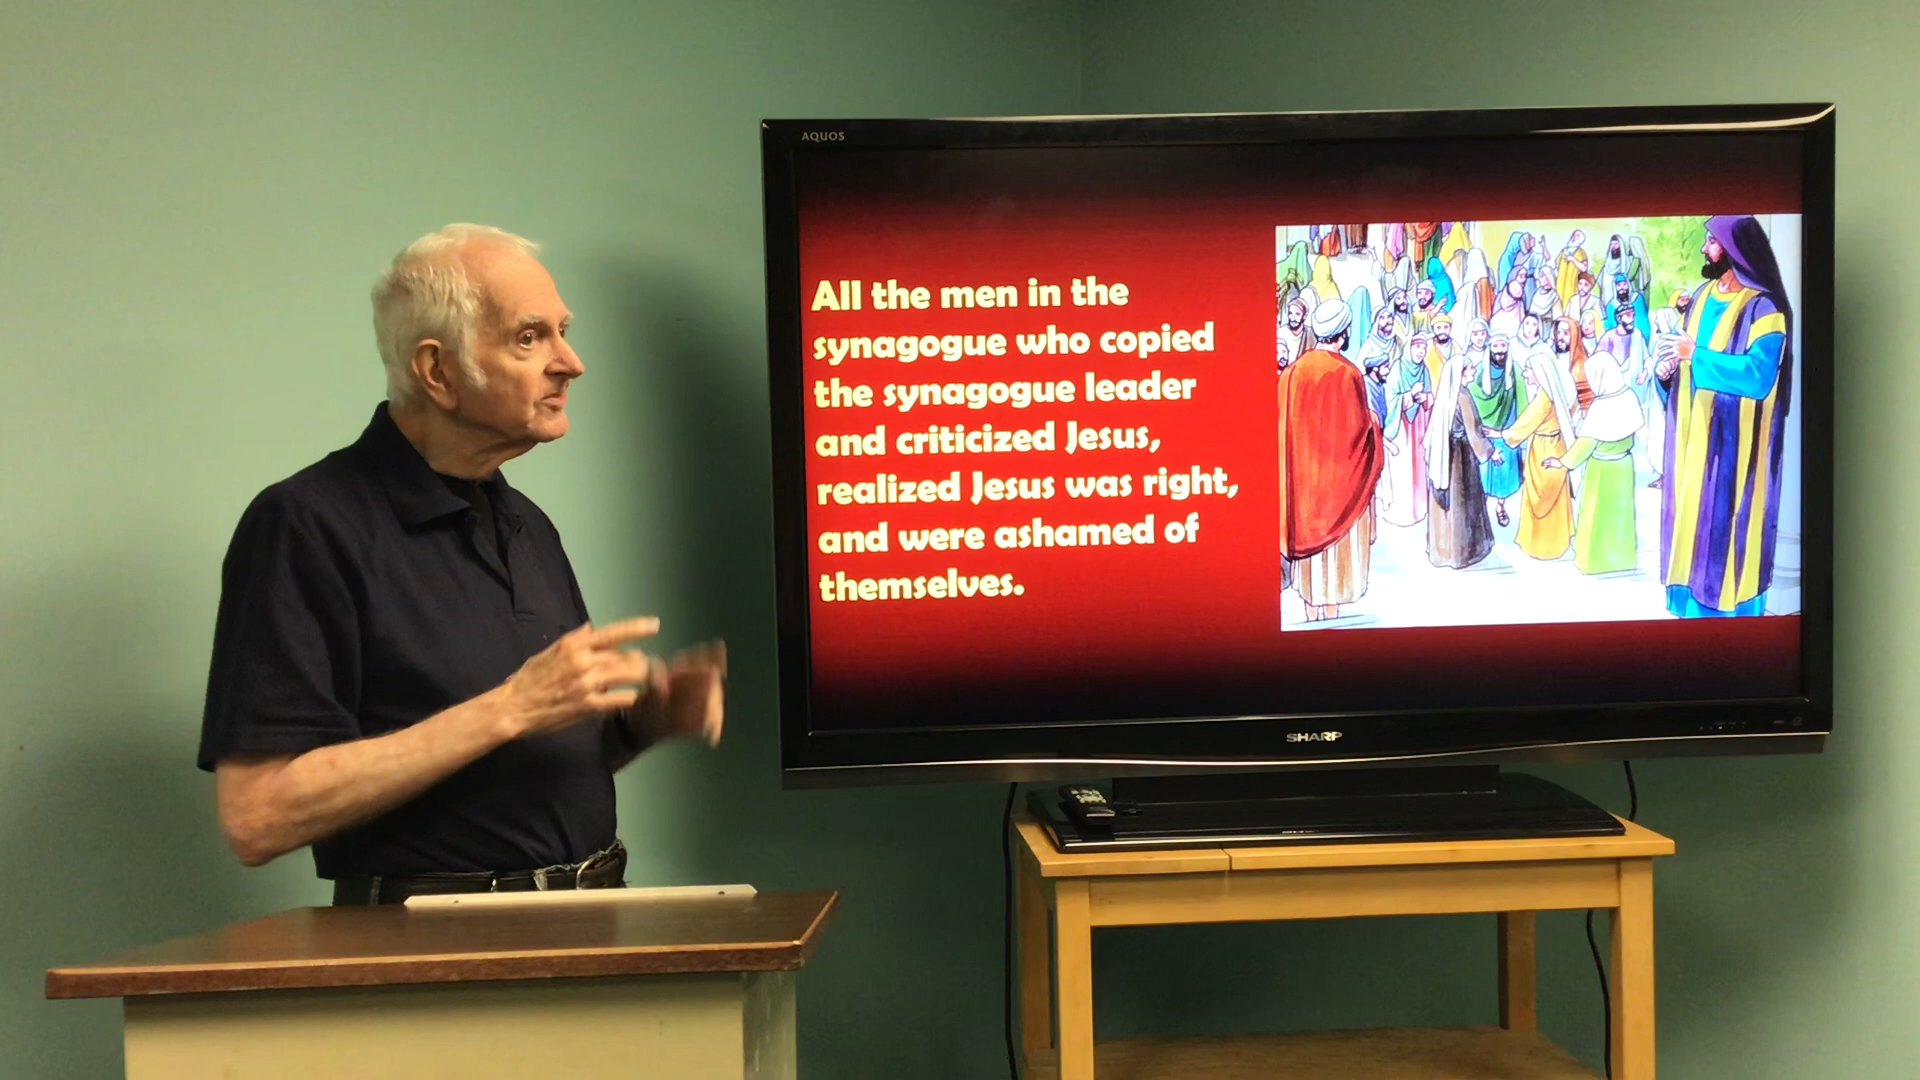 AQUOS
All the men in the
synagogue who copied
the synagogue leader
and criticized Jesus,
realized Jesus was right,
and were ashamed of
themselves.
SHARP